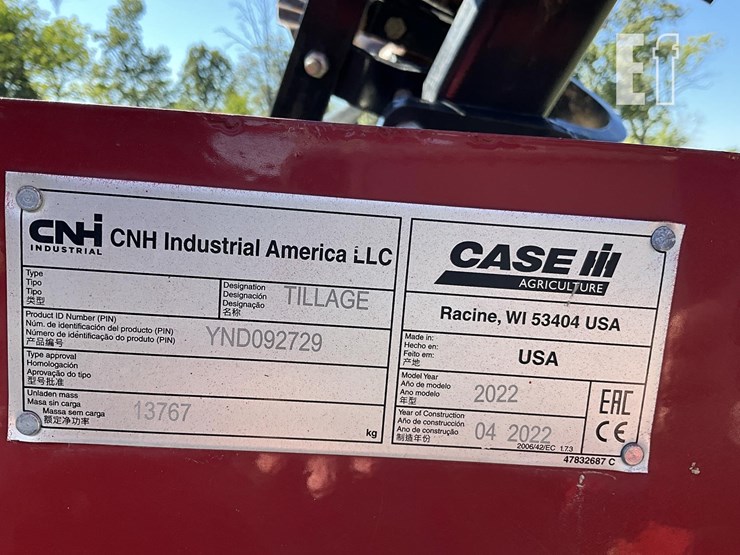 Ef
CNH INDUSTRIAL CNH Industrial America LLC
Type
Tipo
Tipo
类型
Designation
Designación
Designação
名称
TILLAGE
Product ID Number (PIN)
Núm. de identificación del producto (PIN)
Número de identificação do produto (PIN)
产品编号
YND092729
Type approval
Homologación
Aprovação do tipo
型号批准
Unladen mass
Masa sin carga
Massa sem carga
额定净功率
13767
kg
CASE IH
AGRICULTURE
Racine, WI 53404 USA
Made in:
Hecho en:
Feito em:
产地
USA
Model Year
Año de modelo
Ano modelo
年型
2022
Year of Construction
Año de construcción
Ano de construção
制造年份
04 2022
2006/42/EC 1.7.3
EAC
CE
47832687 C